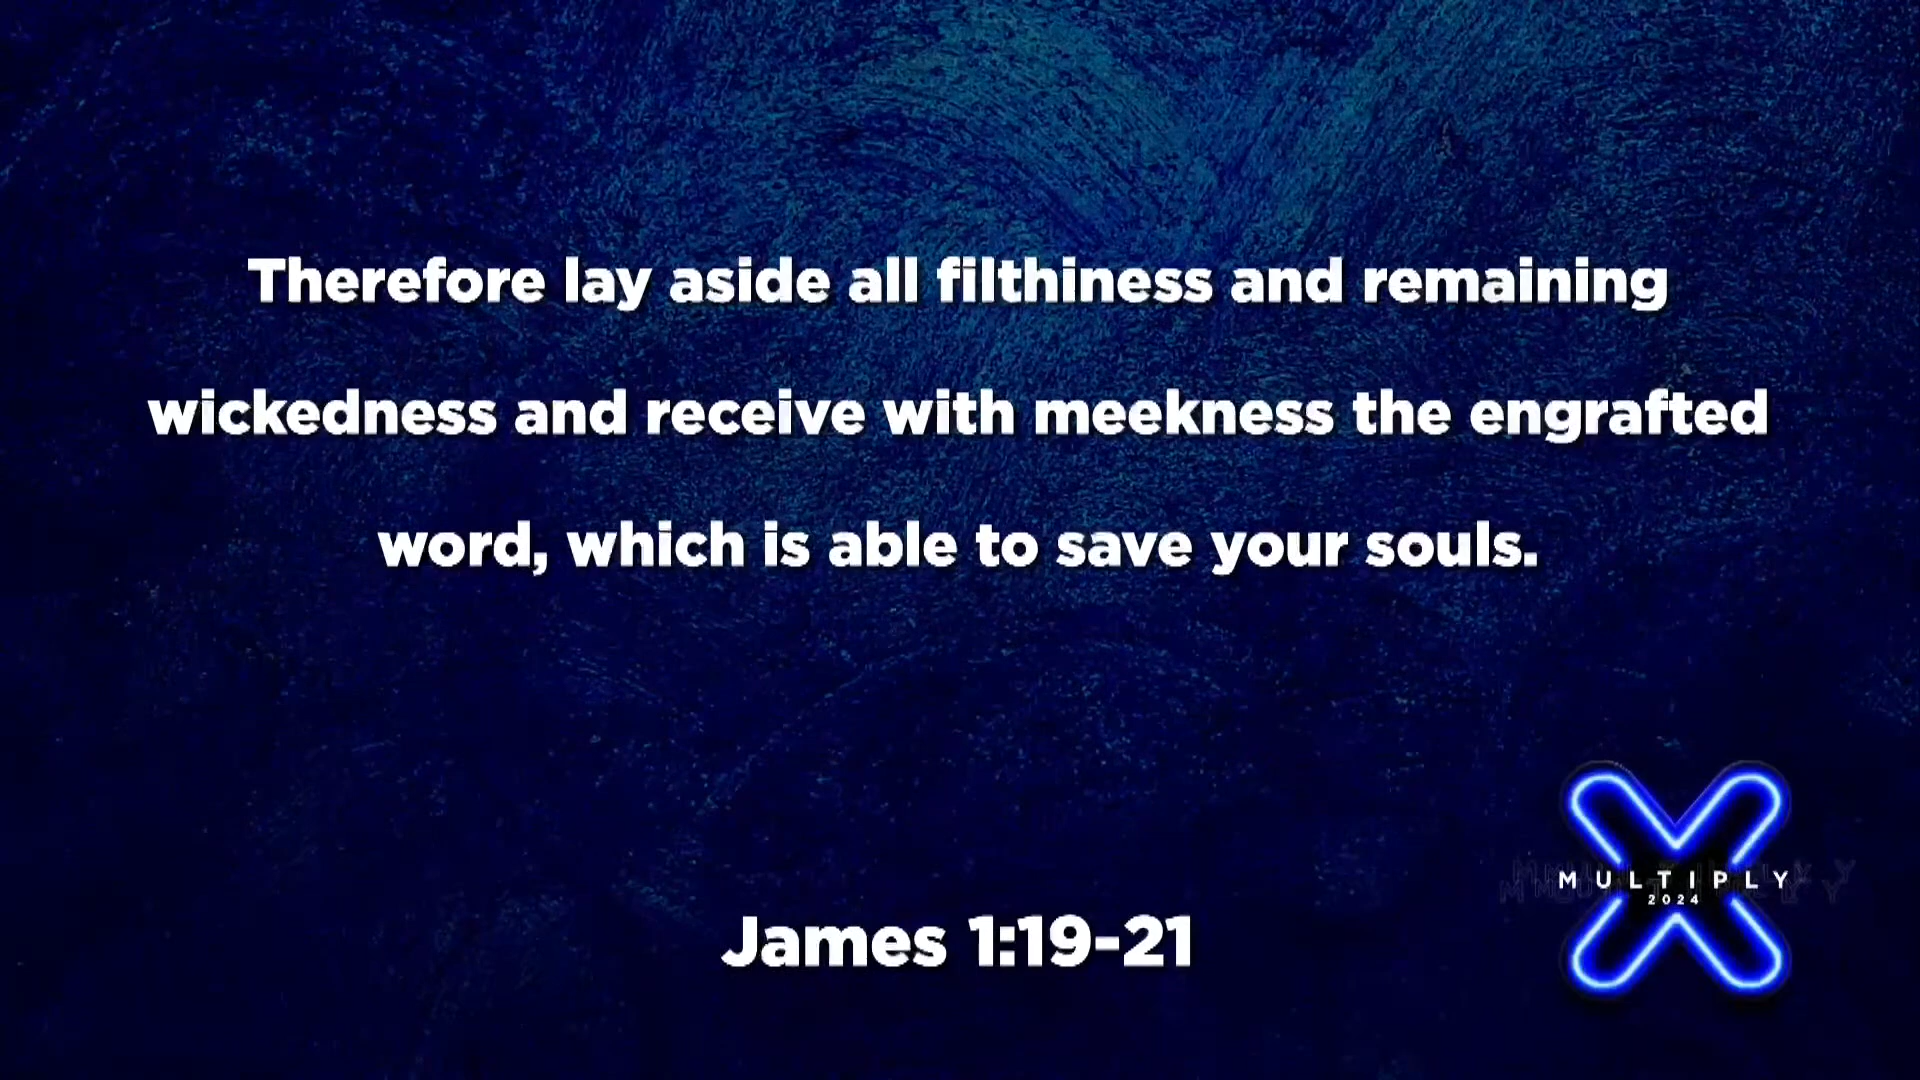 Therefore lay aside all filthiness and remaining
wickedness and receive with meekness the engrafted
word, which is able to save your souls.
MULTIPLY
2024
James 1:19-21